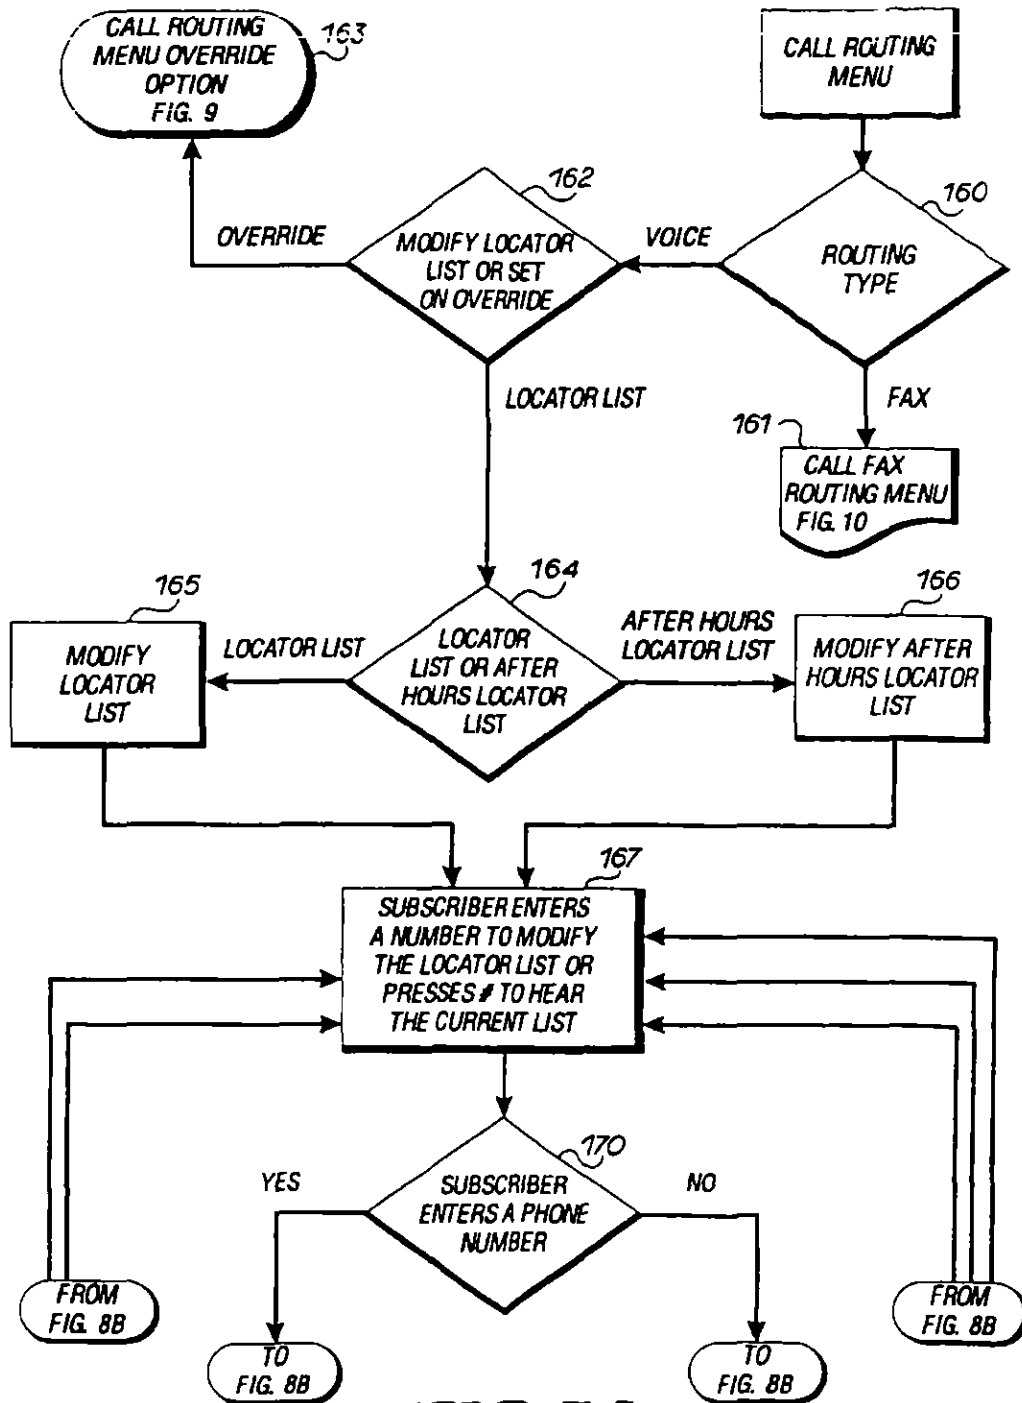 CALL ROUTING
MENU OVERRIDE
OPTION
FIG. 9
163
CALL ROUTING
MENU
162
160
OVERRIDE
MODIFY LOCATOR
LIST OR SET
ON OVERRIDE
VOICE
ROUTING
TYPE
LOCATOR LIST
FAX
161
CALL FAX
ROUTING MENU
FIG. 10
165
164
166
MODIFY
LOCATOR
LIST
LOCATOR LIST
LOCATOR
LIST OR AFTER
HOURS LOCATOR
LIST
AFTER HOURS
LOCATOR LIST
MODIFY AFTER
HOURS LOCATOR
LIST
167
SUBSCRIBER ENTERS
A NUMBER TO MODIFY
THE LOCATOR LIST OR
PRESSES # TO HEAR
THE CURRENT LIST
170
YES
SUBSCRIBER
ENTERS A PHONE
NUMBER
NO
FROM
FIG. 8B
FROM
FIG. 8B
TO
FIG. 8B
TO
FIG. 8B